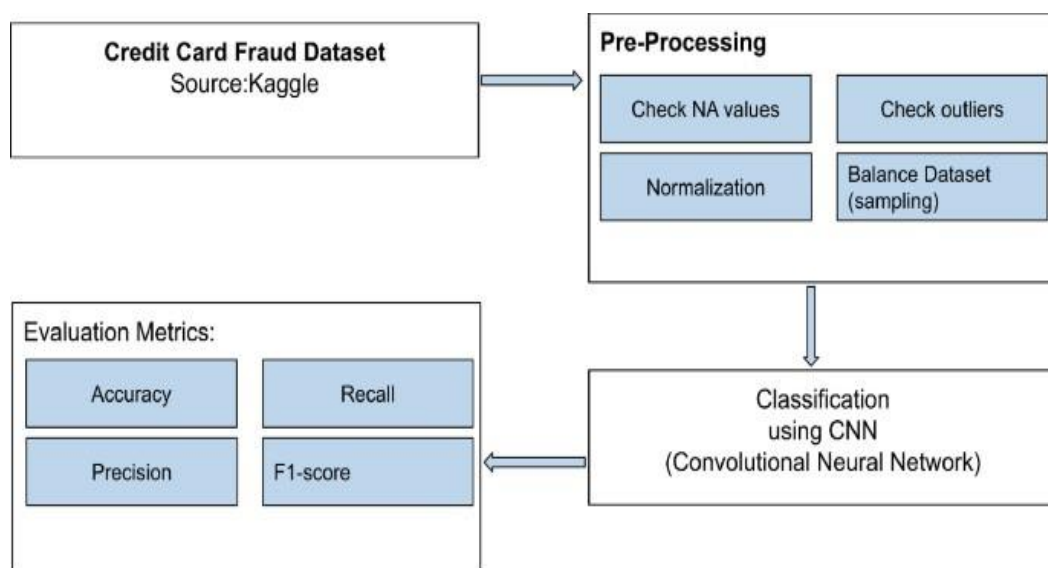 Credit Card Fraud Dataset
Source:Kaggle
Pre-Processing
Check NA values
Check outliers
Normalization
Balance Dataset
(sampling)
Classification
using CNN
(Convolutional Neural Network)
Evaluation Metrics:
Accuracy
Recall
Precision
F1-score